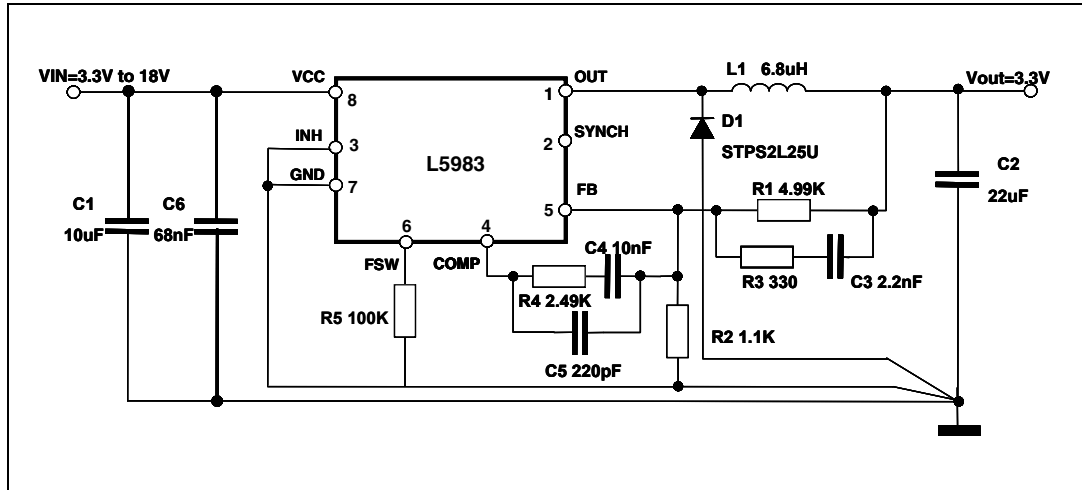 VIN=3.3V to 18V
VCC
8
OUT
1
L1 6.8uH
Vout=3.3V
INH
3
SYNCH
2
D1
STPS2L25U
L5983
GND
7
FB
5
R1 4.99K
C2
22uF
C1
10uF
C6
68nF
6
4
FSW
COMP
C4 10nF
R3 330
C3 2.2nF
R4 2.49K
R5 100K
R2 1.1K
C5 220pF